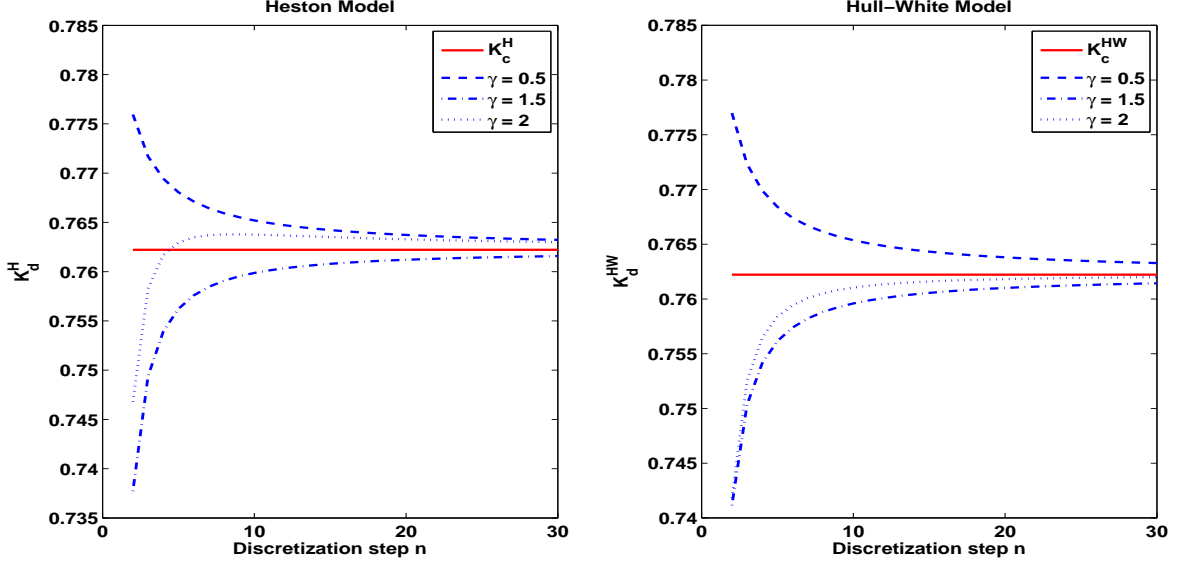 Heston Model
0.785
0.78
0.775
0.77
0.765
0.76
0.755
0.75
0.745
0.74
0.735
0
10
20
30
K_d^H
Discretization step n
K_c^H
γ = 0.5
γ = 1.5
γ = 2
Hull−White Model
0.785
0.78
0.775
0.77
0.765
0.76
0.755
0.75
0.745
0.74
0
10
20
30
K_d^HW
Discretization step n
K_c^HW
γ = 0.5
γ = 1.5
γ = 2